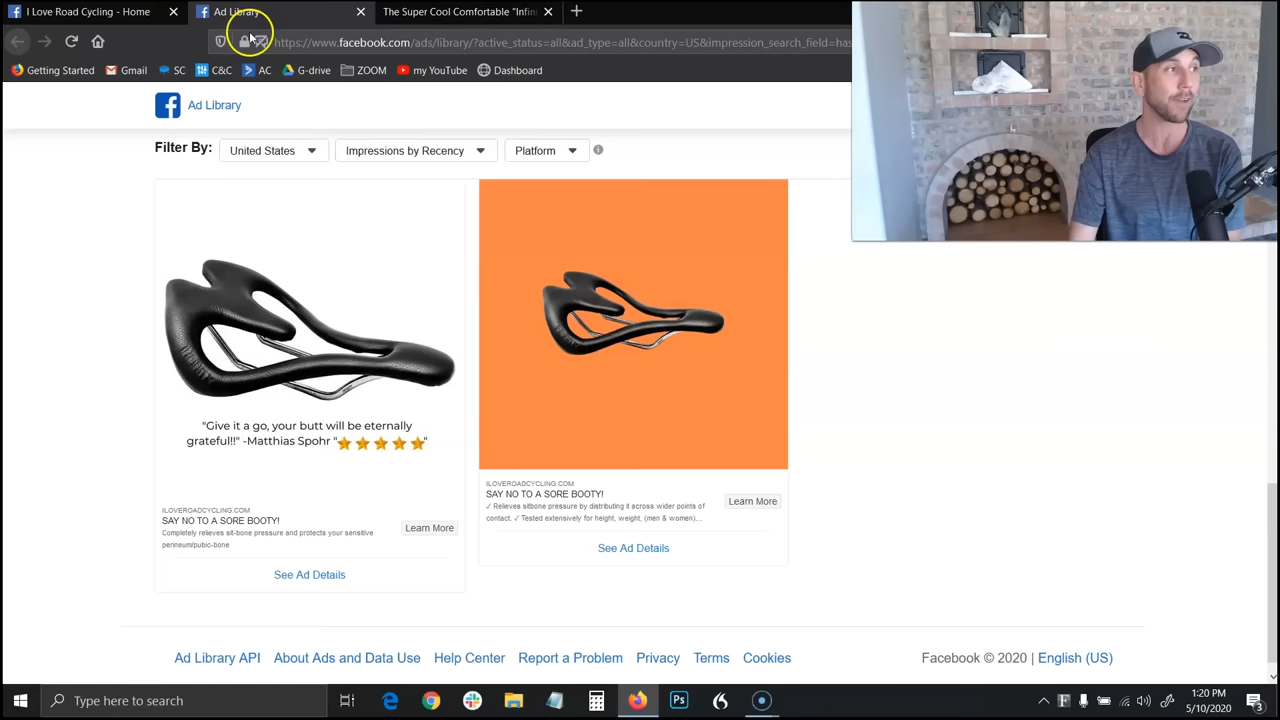 I Love Road Cycling - Home
Ad Library
The Super Cool Comfortable "Infin
https://www.facebook.com/ads/library/?active_status=all&ad_type=all&country=US&impression_search_field=has
Getting Started
Gmail
SC
C&C
AC
G-drive
ZOOM
my YouTube
Dashboard
Ad Library
Filter By:
United States
Impressions by Recency
Platform
"Give it a go, your butt will be eternally
grateful!!" -Matthias Spohr "⭐⭐⭐⭐⭐"
ILOVEROADCYCLING.COM
SAY NO TO A SORE BOOTY!
Completely relieves sit-bone pressure and protects your sensitive
perineum/pubic-bone
Learn More
See Ad Details
ILOVEROADCYCLING.COM
SAY NO TO A SORE BOOTY!
✓ Relieves sitbone pressure by distributing it across wider points of
contact. ✓ Tested extensively for height, weight, (men & women)...
Learn More
See Ad Details
Ad Library API
About Ads and Data Use
Help Center
Report a Problem
Privacy
Terms
Cookies
Facebook © 2020 | English (US)
Type here to search
1:20 PM
5/10/2020
3